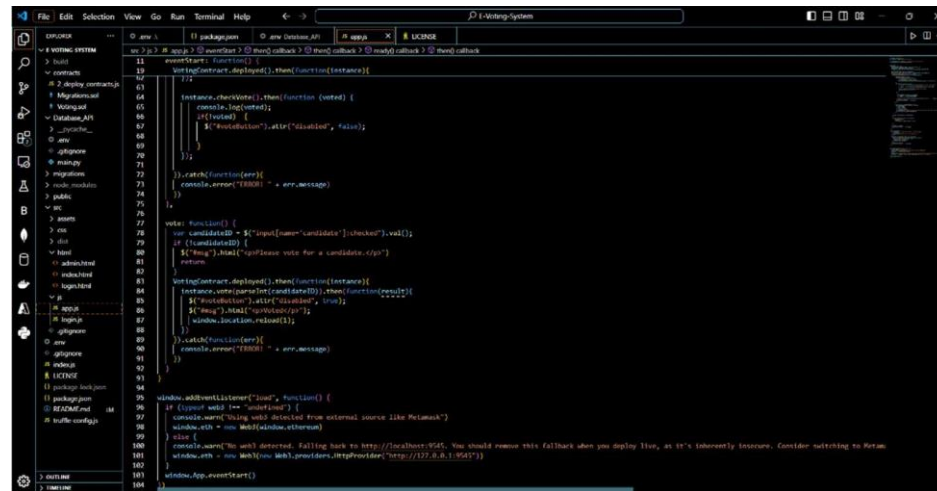 File Edit Selection View Go Run Terminal Help
E-Voting-System
EXPLORER
.env .\
package.json
.env Database_API
app.js
LICENSE
src > js > app.js > eventStart > then() callback > then() callback > ready() callback > then() callback
E-VOTING-SYSTEM
> build
contracts
2_deploy_contracts.js
Migrations.sol
Voting.sol
Database_API
> __pycache__
.env
.gitignore
main.py
> migrations
> node_modules
> public
src
> assets
> css
> dist
html
admin.html
index.html
login.html
js
app.js
login.js
.gitignore
.env
.gitignore
index.js
LICENSE
package-lock.json
package.json
README.md
truffle-config.js
> OUTLINE
> TIMELINE
11 eventStart: function() {
19 VotingContract.deployed().then(function(instance){
62 });
63
64 instance.checkVote().then(function (voted) {
65 console.log(voted);
66 if(!voted) {
67 $("#voteButton").attr("disabled", false);
68
69 }
70 });
71
72 }).catch(function(err){
73 console.error("ERROR! " + err.message)
74 })
75 },
76
77 vote: function() {
78 var candidateID = $("input[name='candidate']:checked").val();
79 if (!candidateID) {
80 $("#msg").html("<p>Please vote for a candidate.</p>")
81 return
82 }
83 VotingContract.deployed().then(function(instance){
84 instance.vote(parseInt(candidateID)).then(function(result){
85 $("#voteButton").attr("disabled", true);
86 $("#msg").html("<p>Voted</p>");
87 window.location.reload(1);
88 })
89 }).catch(function(err){
90 console.error("ERROR! " + err.message)
91 })
92 }
93 }
94
95 window.addEventListener("load", function() {
96 if (typeof web3 !== "undefined") {
97 console.warn("Using web3 detected from external source like Metamask")
98 window.eth = new Web3(window.ethereum)
99 } else {
100 console.warn("No web3 detected. Falling back to http://localhost:9545. You should remove this fallback when you deploy live, as it's inherently insecure. Consider switching to Metam
101 window.eth = new Web3(new Web3.providers.HttpProvider("http://127.0.0.1:9545"))
102 }
103 window.App.eventStart()
104 })